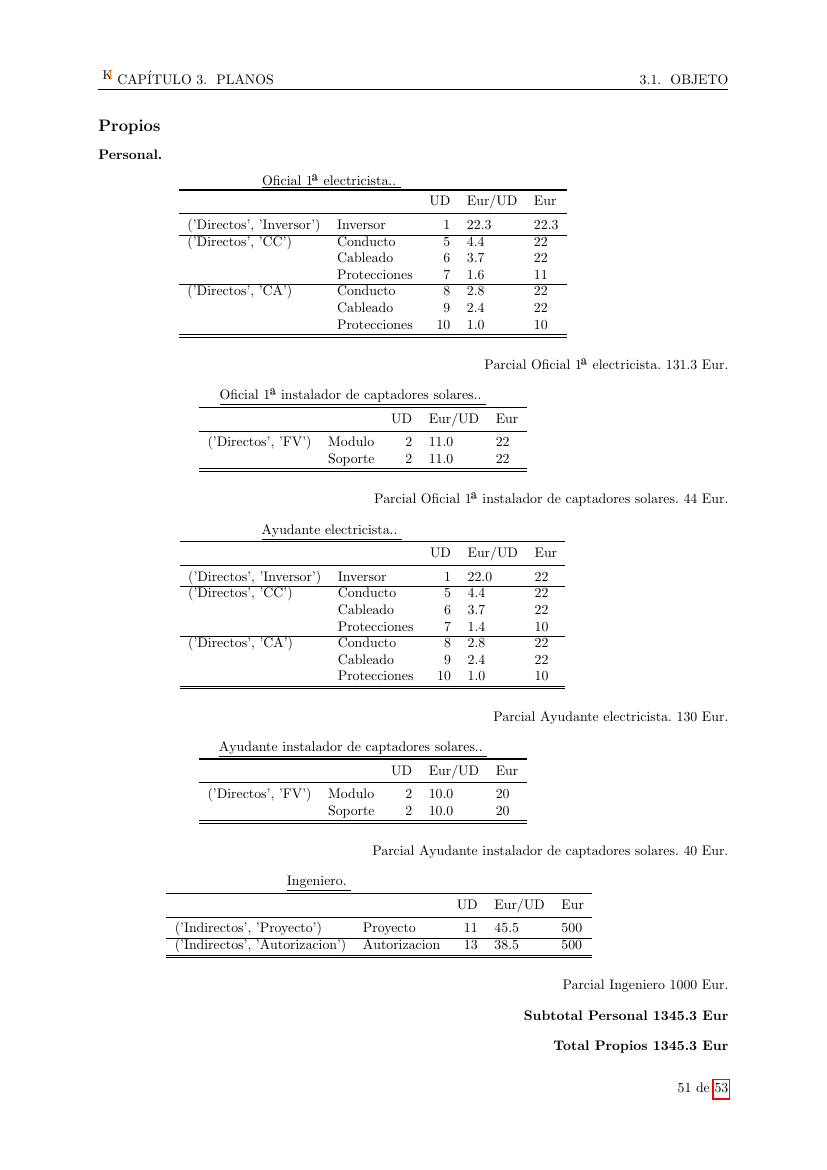 K CAPÍTULO 3. PLANOS 3.1. OBJETO
Propios
Personal.
Oficial 1ª electricista..
UD Eur/UD Eur
('Directos', 'Inversor') Inversor 1 22.3 22.3
('Directos', 'CC') Conducto 5 4.4 22
Cableado 6 3.7 22
Protecciones 7 1.6 11
('Directos', 'CA') Conducto 8 2.8 22
Cableado 9 2.4 22
Protecciones 10 1.0 10
Parcial Oficial 1ª electricista. 131.3 Eur.
Oficial 1ª instalador de captadores solares..
UD Eur/UD Eur
('Directos', 'FV') Modulo 2 11.0 22
Soporte 2 11.0 22
Parcial Oficial 1ª instalador de captadores solares. 44 Eur.
Ayudante electricista..
UD Eur/UD Eur
('Directos', 'Inversor') Inversor 1 22.0 22
('Directos', 'CC') Conducto 5 4.4 22
Cableado 6 3.7 22
Protecciones 7 1.4 10
('Directos', 'CA') Conducto 8 2.8 22
Cableado 9 2.4 22
Protecciones 10 1.0 10
Parcial Ayudante electricista. 130 Eur.
Ayudante instalador de captadores solares..
UD Eur/UD Eur
('Directos', 'FV') Modulo 2 10.0 20
Soporte 2 10.0 20
Parcial Ayudante instalador de captadores solares. 40 Eur.
Ingeniero.
UD Eur/UD Eur
('Indirectos', 'Proyecto') Proyecto 11 45.5 500
('Indirectos', 'Autorizacion') Autorizacion 13 38.5 500
Parcial Ingeniero 1000 Eur.
Subtotal Personal 1345.3 Eur
Total Propios 1345.3 Eur
51 de 53